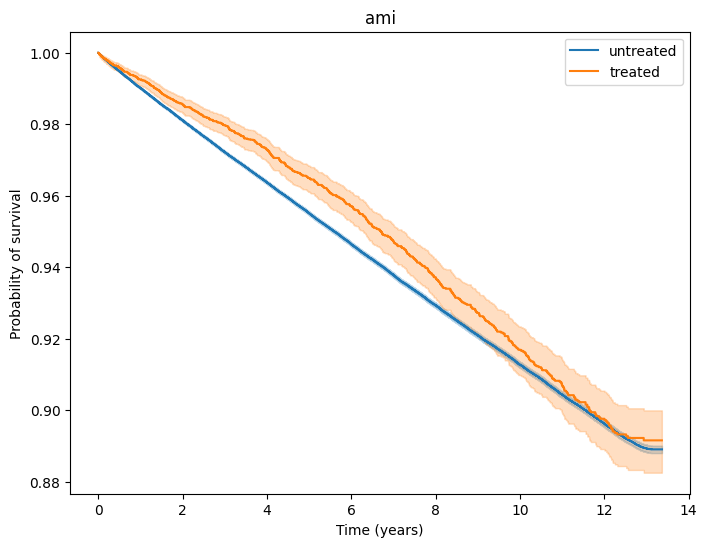 ami
untreated
treated
Probability of survival
1.00
0.98
0.96
0.94
0.92
0.90
0.88
0 2 4 6 8 10 12 14
Time (years)